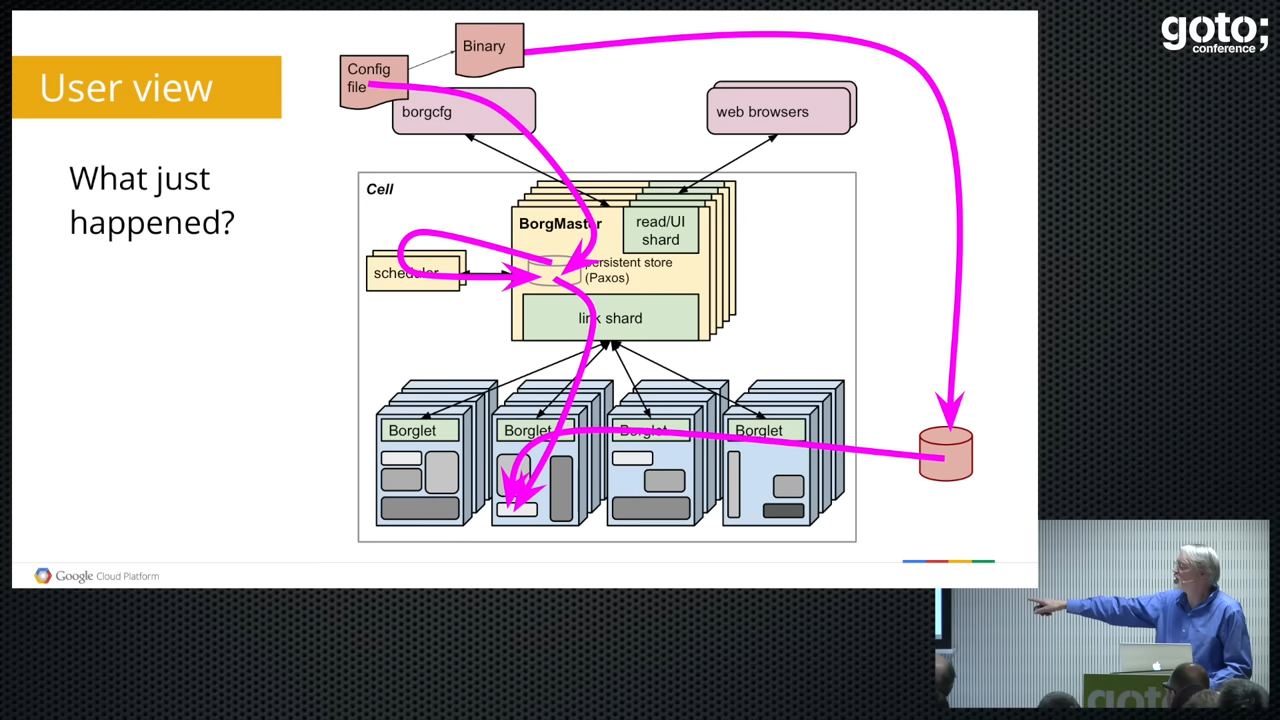 goto;
conference
User view
What just
happened?
Binary
Config
file
borgcfg
web browsers
Cell
BorgMaster
read/UI
shard
scheduler
persistent store
(Paxos)
link shard
Borglet
Borglet
Borglet
Borglet
Google Cloud Platform
goto